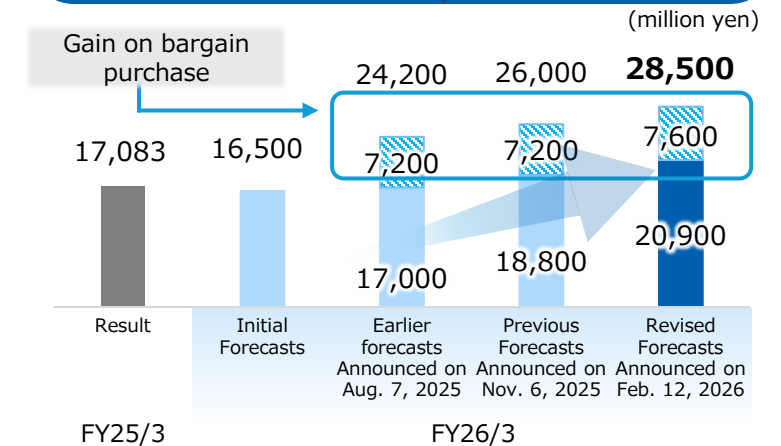 (million yen)
Gain on bargain
purchase
24,200
26,000
28,500
17,083
16,500
7,200
7,200
7,600
17,000
18,800
20,900
Result
Initial
Forecasts
Earlier
forecasts
Announced on
Aug. 7, 2025
Previous
Forecasts
Announced on
Nov. 6, 2025
Revised
Forecasts
Announced on
Feb. 12, 2026
FY25/3
FY26/3